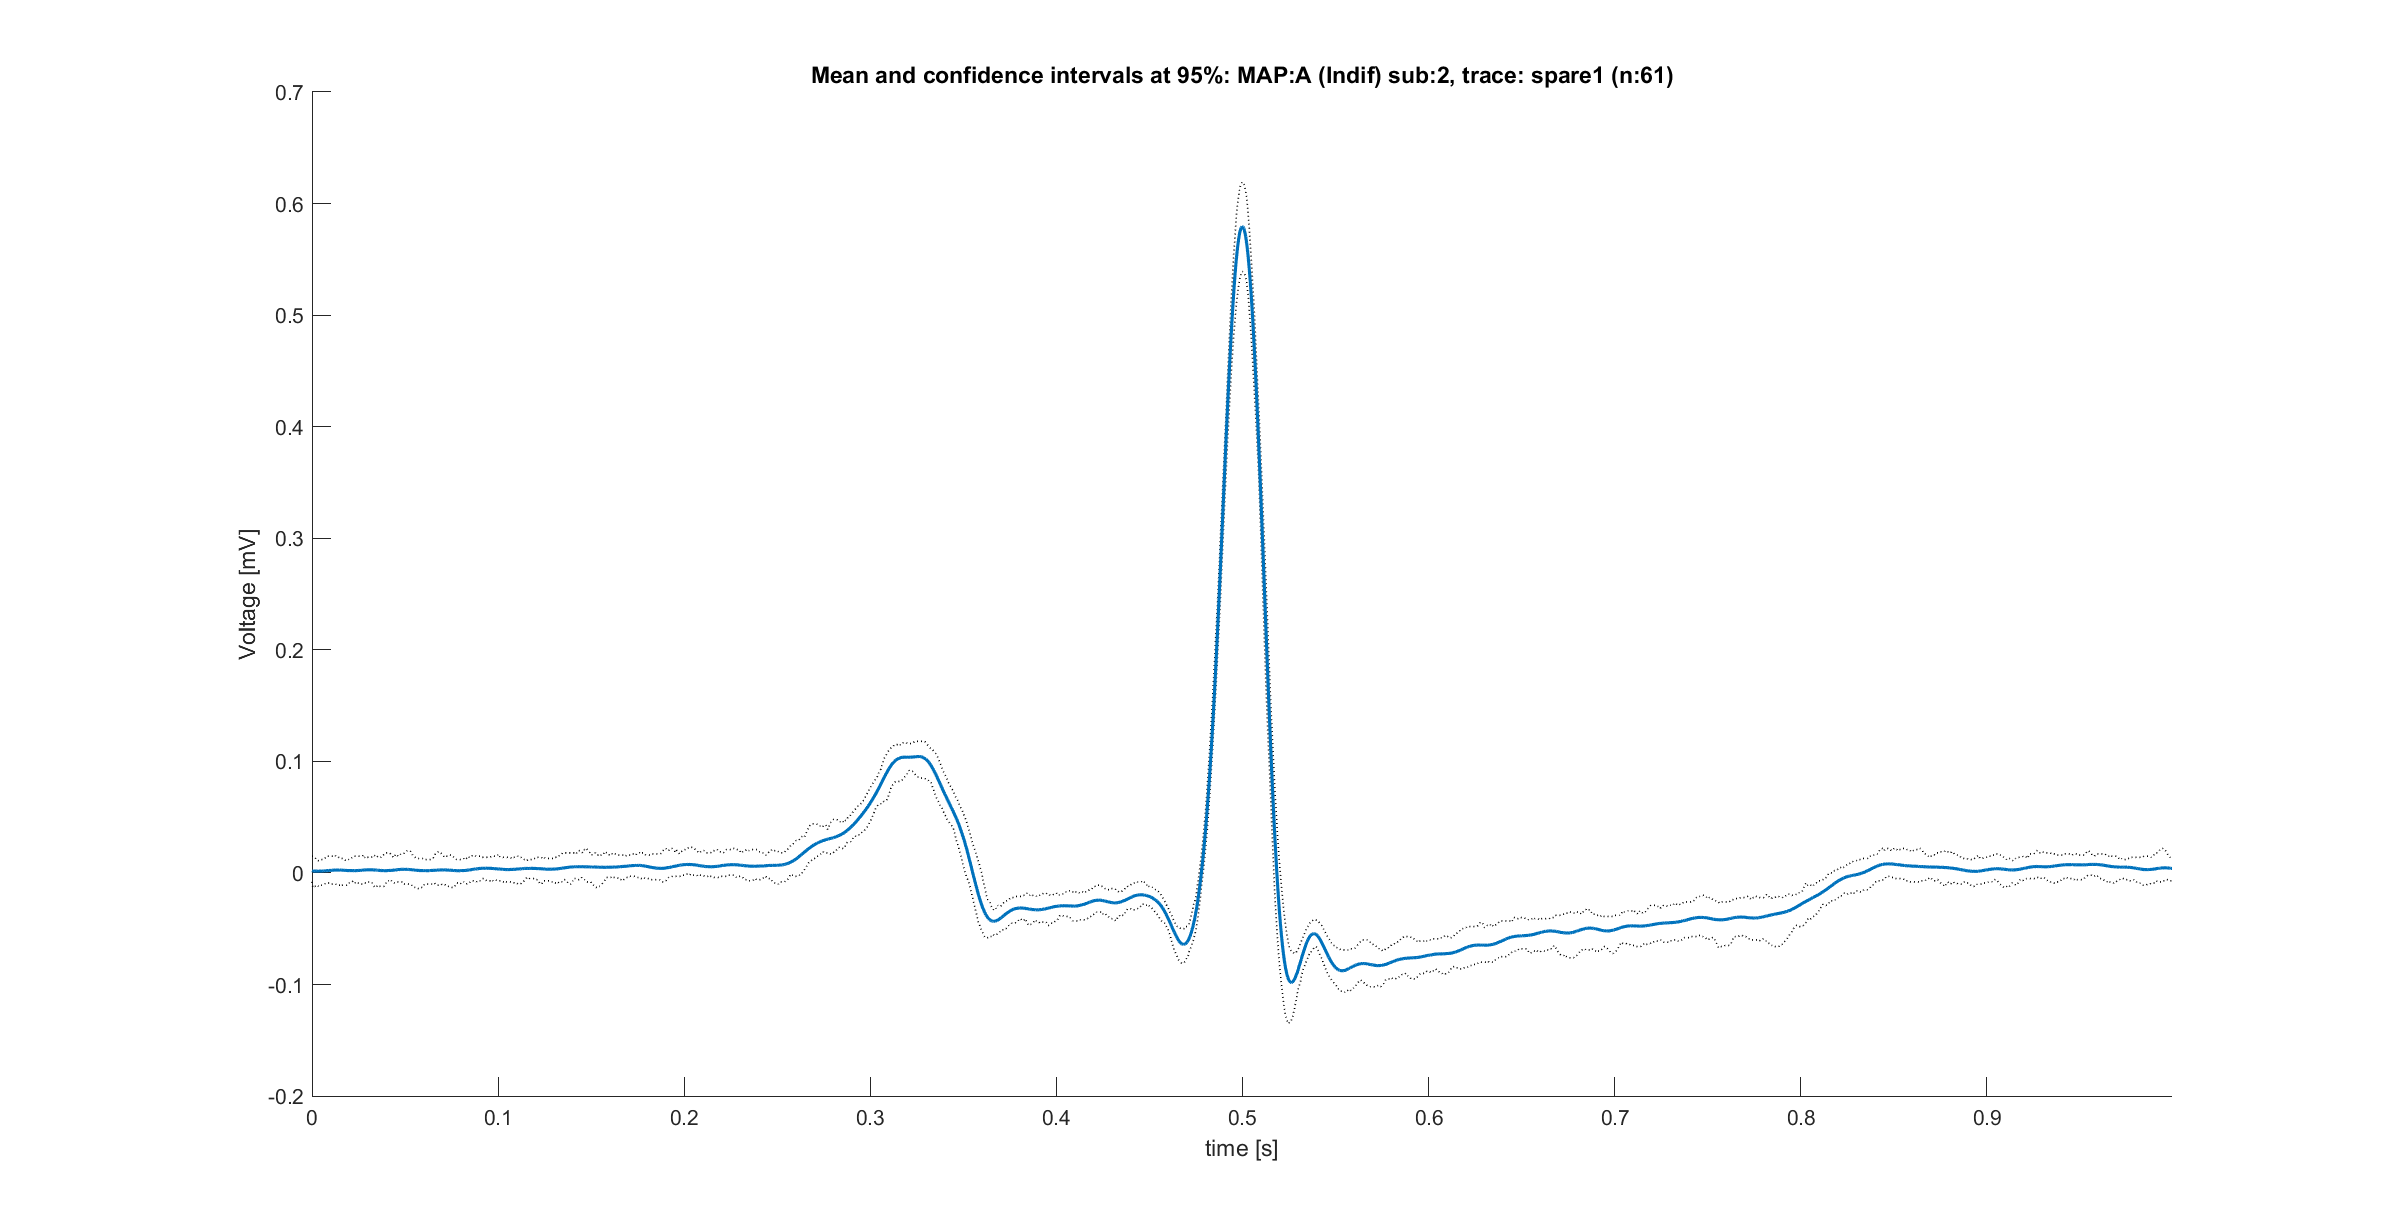 Mean and confidence intervals at 95%: MAP:A (Indif) sub:2, trace: spare1 (n:61)
0.7
0.6
0.5
0.4
0.3
0.2
0.1
0
-0.1
-0.2
Voltage [mV]
0 0.1 0.2 0.3 0.4 0.5 0.6 0.7 0.8 0.9
time [s]